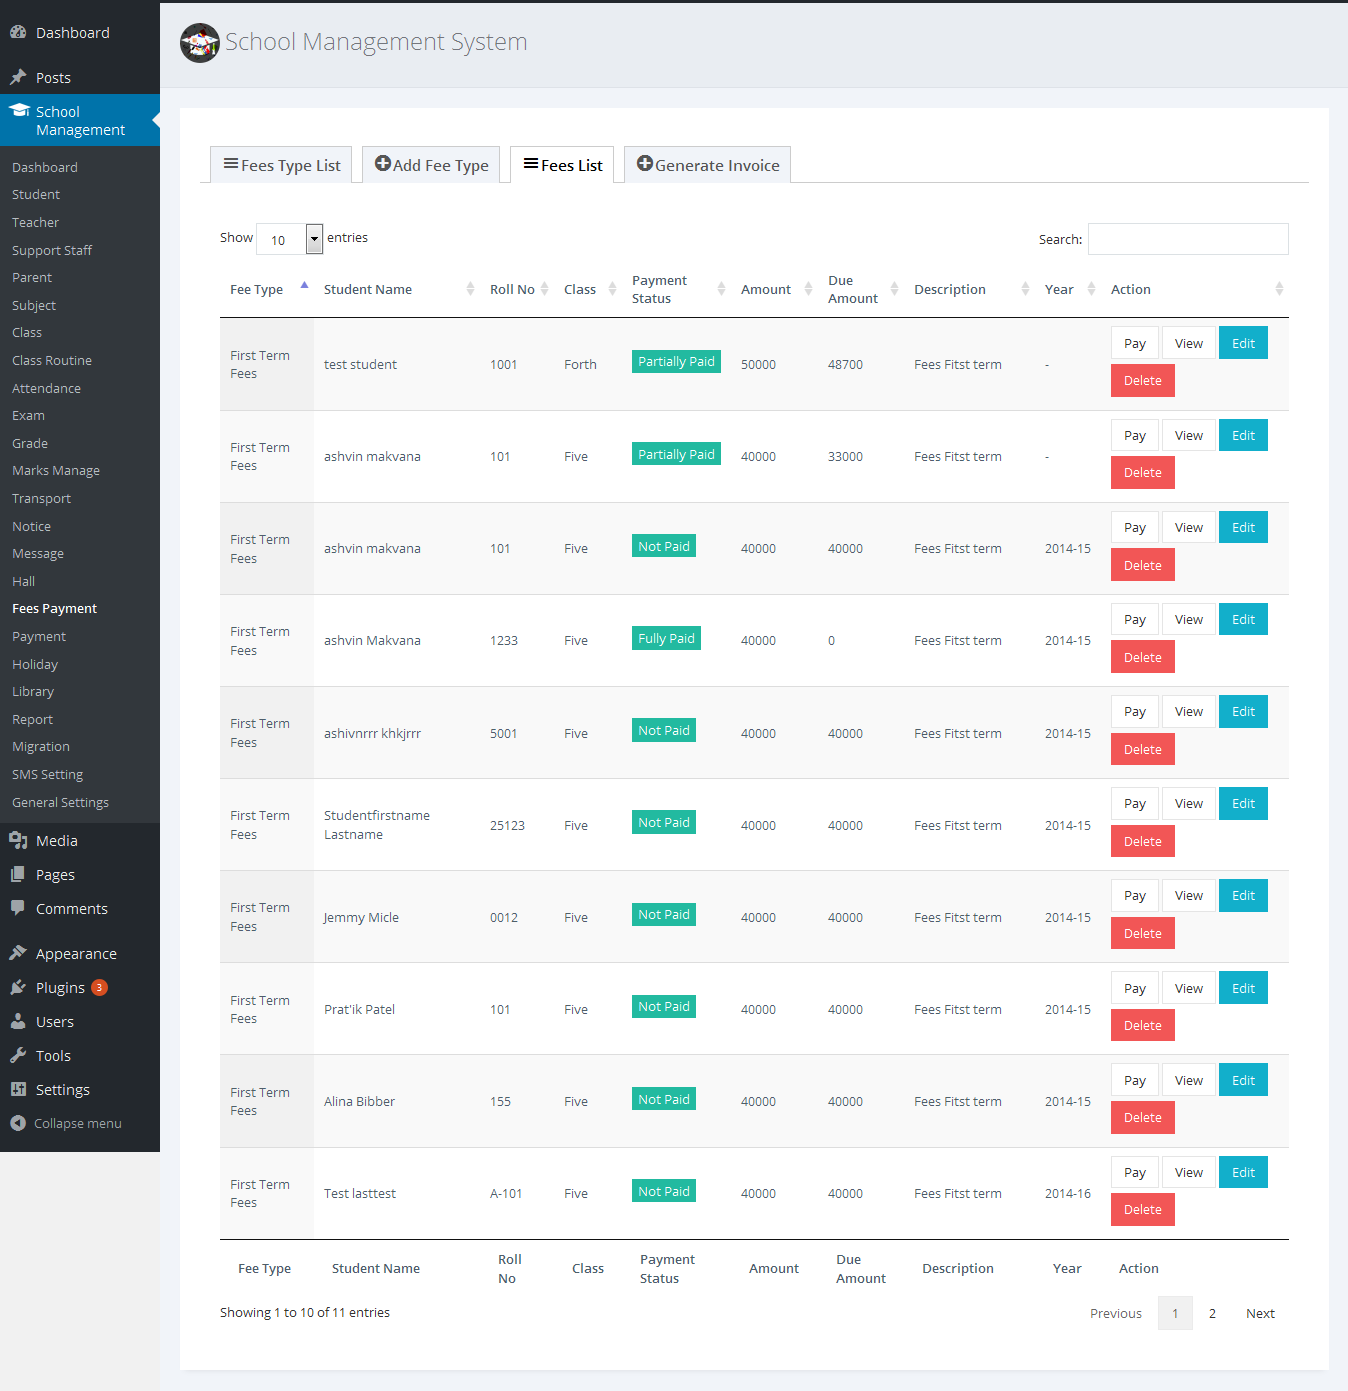 Dashboard
Posts
School
Management
Dashboard
Student
Teacher
Support Staff
Parent
Subject
Class
Class Routine
Attendance
Exam
Grade
Marks Manage
Transport
Notice
Message
Hall
Fees Payment
Payment
Holiday
Library
Report
Migration
SMS Setting
General Settings
Media
Pages
Comments
Appearance
Plugins 3
Users
Tools
Settings
Collapse menu
School Management System
Fees Type List Add Fee Type Fees List Generate Invoice
Show 10 entries Search:
Fee Type Student Name Roll No Class Payment Status Amount Due Amount Description Year Action
First Term Fees test student 1001 Forth Partially Paid 50000 48700 Fees Fitst term - Pay View Edit Delete
First Term Fees ashvin makvana 101 Five Partially Paid 40000 33000 Fees Fitst term - Pay View Edit Delete
First Term Fees ashvin makvana 101 Five Not Paid 40000 40000 Fees Fitst term 2014-15 Pay View Edit Delete
First Term Fees ashvin Makvana 1233 Five Fully Paid 40000 0 Fees Fitst term 2014-15 Pay View Edit Delete
First Term Fees ashivnrrr khkjrrr 5001 Five Not Paid 40000 40000 Fees Fitst term 2014-15 Pay View Edit Delete
First Term Fees Studentfirstname Lastname 25123 Five Not Paid 40000 40000 Fees Fitst term 2014-15 Pay View Edit Delete
First Term Fees Jemmy Micle 0012 Five Not Paid 40000 40000 Fees Fitst term 2014-15 Pay View Edit Delete
First Term Fees Prat'ik Patel 101 Five Not Paid 40000 40000 Fees Fitst term 2014-15 Pay View Edit Delete
First Term Fees Alina Bibber 155 Five Not Paid 40000 40000 Fees Fitst term 2014-15 Pay View Edit Delete
First Term Fees Test lasttest A-101 Five Not Paid 40000 40000 Fees Fitst term 2014-16 Pay View Edit Delete
Fee Type Student Name Roll No Class Payment Status Amount Due Amount Description Year Action
Showing 1 to 10 of 11 entries Previous 1 2 Next